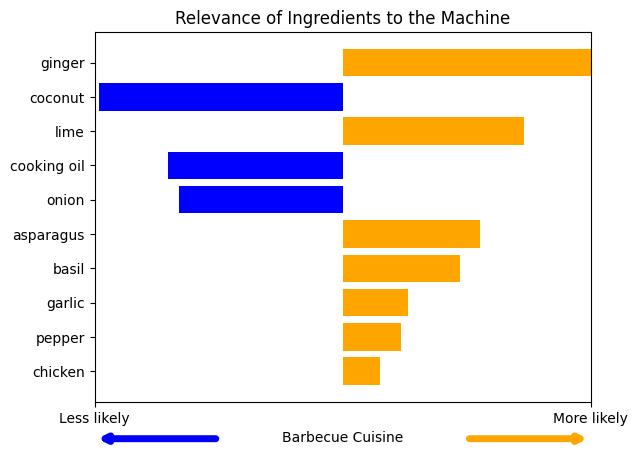 Relevance of Ingredients to the Machine
ginger
coconut
lime
cooking oil
onion
asparagus
basil
garlic
pepper
chicken
Less likely
More likely
Barbecue Cuisine